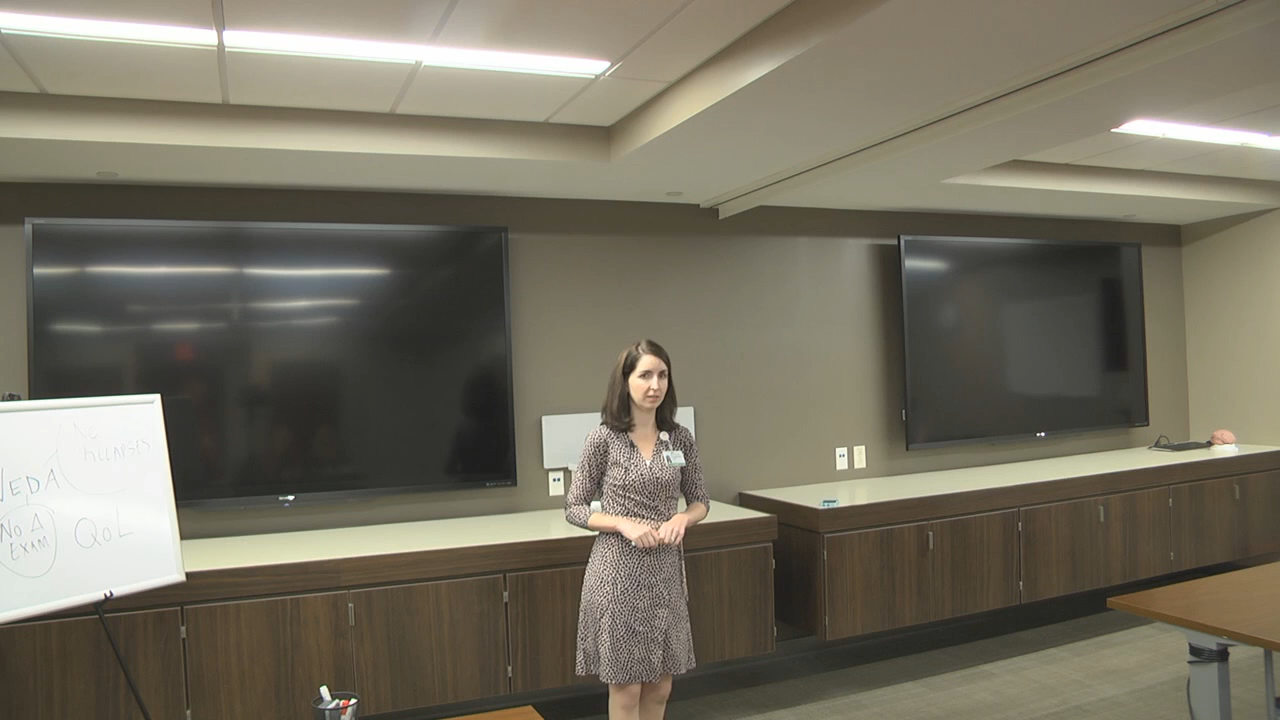 No
RELAPSES
NEDA
No Δ
EXAM
QoL